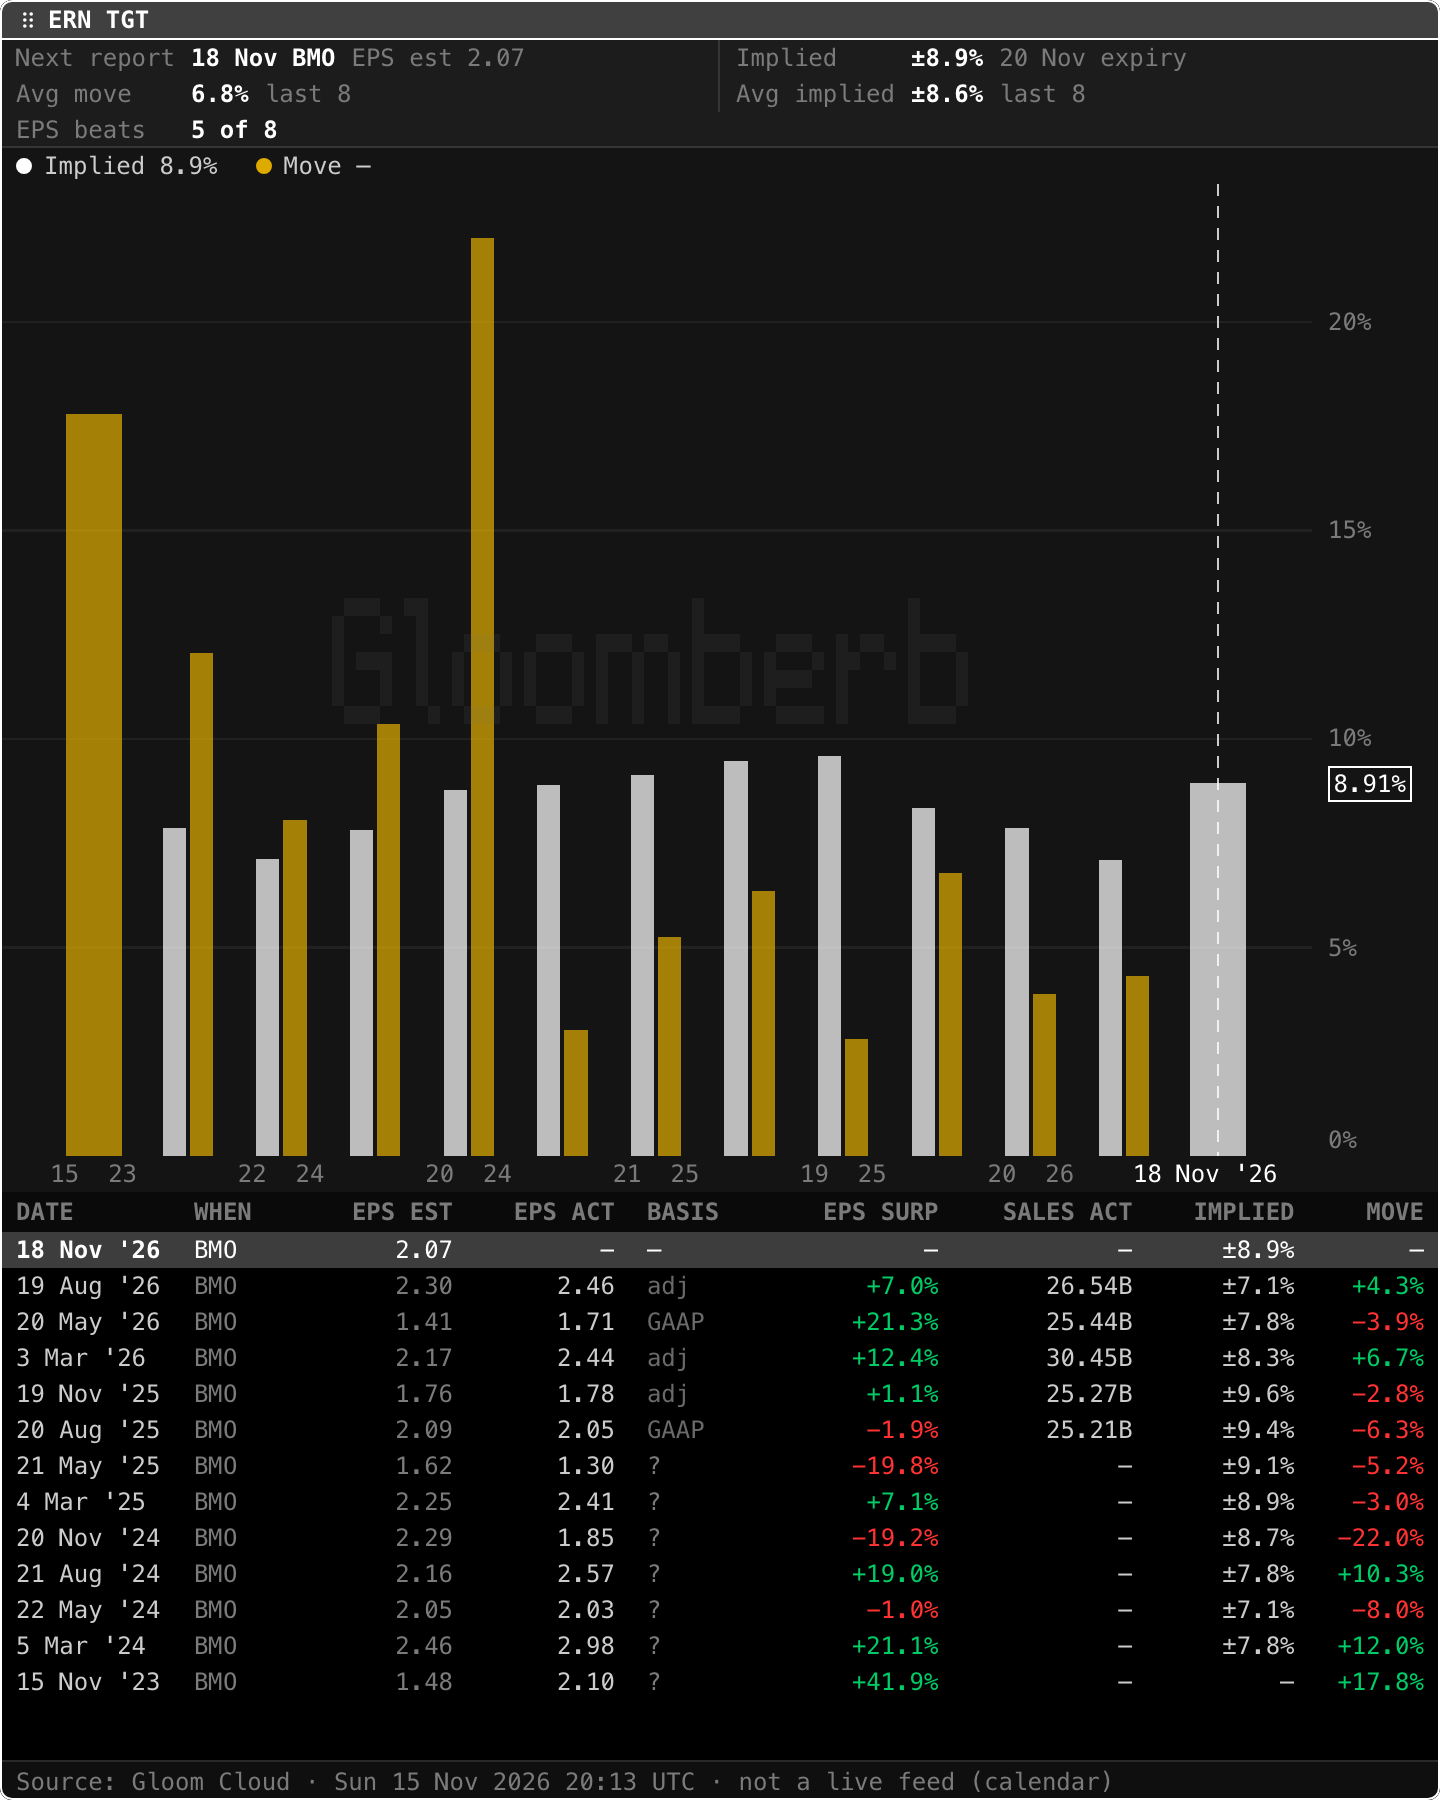 ⠿ ERN TGT
Next report 18 Nov BMO EPS est 2.07 Implied ±8.9% 20 Nov expiry
Avg move 6.8% last 8 Avg implied ±8.6% last 8
EPS beats 5 of 8
Implied 8.9% Move —
20%
15%
Gloomberb
10%
8.91%
5%
0%
15 23 22 24 20 24 21 25 19 25 20 26 18 Nov '26
DATE WHEN EPS EST EPS ACT BASIS EPS SURP SALES ACT IMPLIED MOVE
18 Nov '26 BMO 2.07 — — — — ±8.9% —
19 Aug '26 BMO 2.30 2.46 adj +7.0% 26.54B ±7.1% +4.3%
20 May '26 BMO 1.41 1.71 GAAP +21.3% 25.44B ±7.8% −3.9%
3 Mar '26 BMO 2.17 2.44 adj +12.4% 30.45B ±8.3% +6.7%
19 Nov '25 BMO 1.76 1.78 adj +1.1% 25.27B ±9.6% −2.8%
20 Aug '25 BMO 2.09 2.05 GAAP −1.9% 25.21B ±9.4% −6.3%
21 May '25 BMO 1.62 1.30 ? −19.8% — ±9.1% −5.2%
4 Mar '25 BMO 2.25 2.41 ? +7.1% — ±8.9% −3.0%
20 Nov '24 BMO 2.29 1.85 ? −19.2% — ±8.7% −22.0%
21 Aug '24 BMO 2.16 2.57 ? +19.0% — ±7.8% +10.3%
22 May '24 BMO 2.05 2.03 ? −1.0% — ±7.1% −8.0%
5 Mar '24 BMO 2.46 2.98 ? +21.1% — ±7.8% +12.0%
15 Nov '23 BMO 1.48 2.10 ? +41.9% — — +17.8%
Source: Gloom Cloud · Sun 15 Nov 2026 20:13 UTC · not a live feed (calendar)